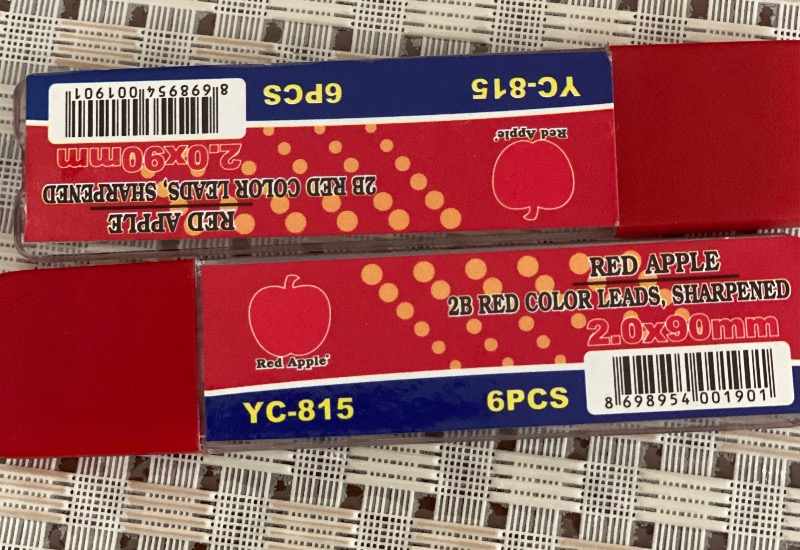 YC-815
6PCS
8 698954 001901
Red Apple
2.0x90mm
2B RED COLOR LEADS, SHARPENED
RED APPLE
RED APPLE
2B RED COLOR LEADS, SHARPENED
2.0x90mm
Red Apple
YC-815
6PCS
8 698954 001901